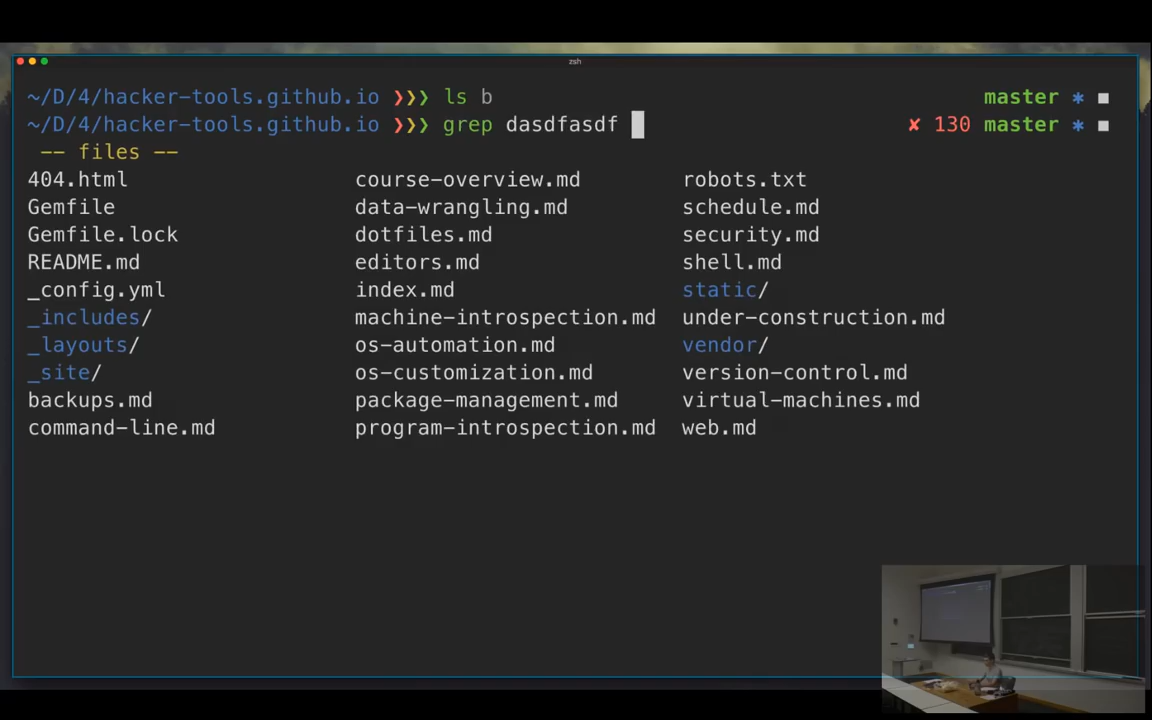 zsh
~/D/4/hacker-tools.github.io ❯❯❯ ls b master ✱ ◼
~/D/4/hacker-tools.github.io ❯❯❯ grep dasdfasdf ✘ 130 master ✱ ◼
-- files --
404.html course-overview.md robots.txt
Gemfile data-wrangling.md schedule.md
Gemfile.lock dotfiles.md security.md
README.md editors.md shell.md
_config.yml index.md static/
_includes/ machine-introspection.md under-construction.md
_layouts/ os-automation.md vendor/
_site/ os-customization.md version-control.md
backups.md package-management.md virtual-machines.md
command-line.md program-introspection.md web.md